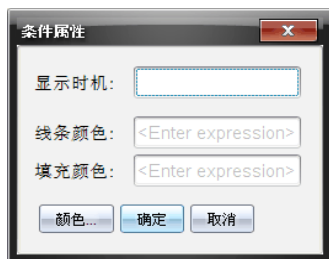 条件属性
显示时机:
线条颜色: <Enter expression>
填充颜色: <Enter expression>
颜色... 确定 取消